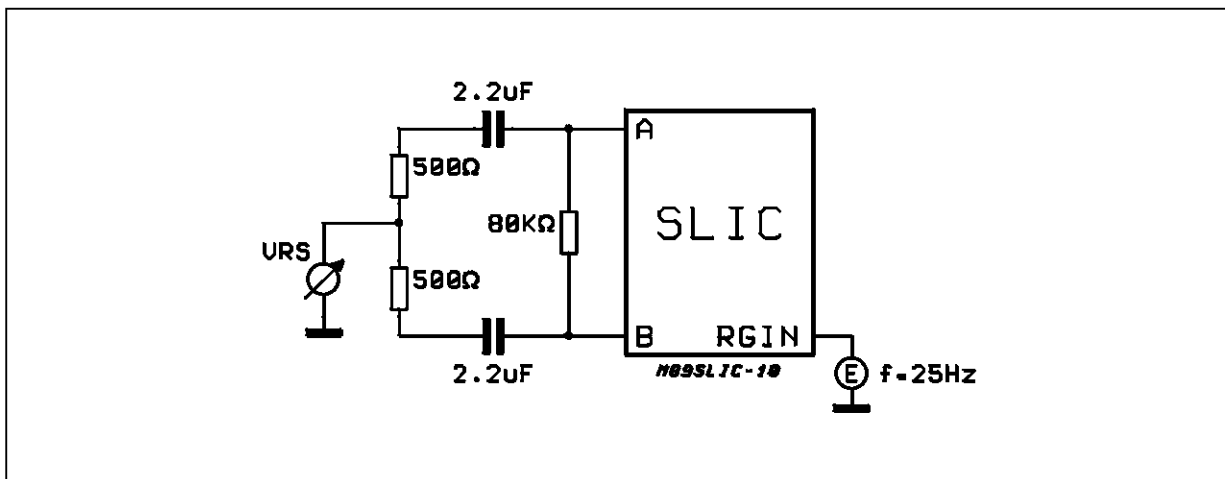 2.2uF
500Ω
A
80KΩ
SLIC
VRS
500Ω
B
RGIN
2.2uF
M89SLIC-10
E
f=25Hz